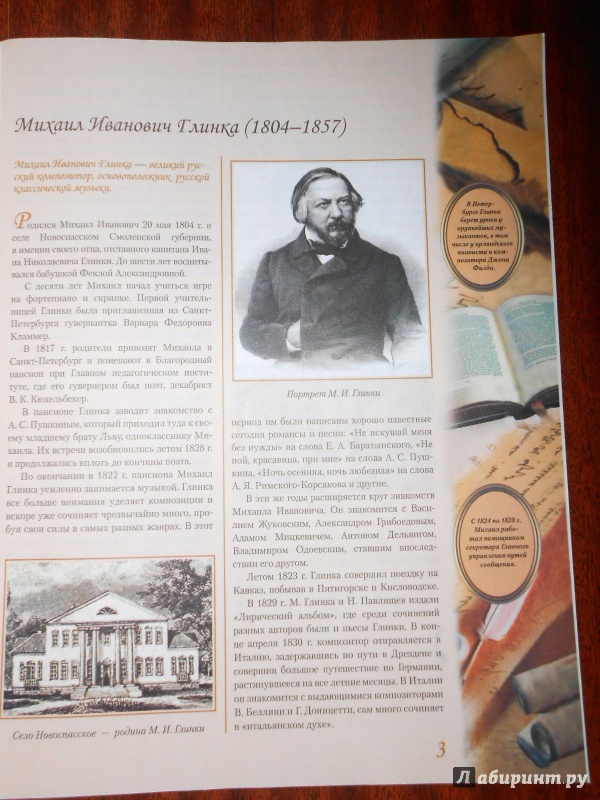 Михаил Иванович Глинка (1804–1857)
Михаил Иванович Глинка — великий рус-
ский композитор, основоположник русской
классической музыки.
Родился Михаил Иванович 20 мая 1804 г. в
селе Новоспасском Смоленской губернии,
в имении своего отца, отставного капитана Ива-
на Николаевича Глинки. До шести лет воспиты-
вался бабушкой Феклой Александровной.
С десяти лет Михаил начал учиться игре
на фортепиано и скрипке. Первой учитель-
ницей Глинки была приглашенная из Санкт-
Петербурга гувернантка Варвара Федоровна
Кламмер.
В 1817 г. родители привозят Михаила в
Санкт-Петербург и помещают в Благородный
пансион при Главном педагогическом инсти-
туте, где его гувернером был поэт, декабрист
В. К. Кюхельбекер.
В пансионе Глинка заводит знакомство с
А. С. Пушкиным, который приходил туда к сво-
ему младшему брату Льву, однокласснику Ми-
хаила. Их встречи возобновились летом 1828 г.
и продолжались вплоть до кончины поэта.
По окончании в 1822 г. пансиона Михаил
Глинка усиленно занимается музыкой. Глинка
все больше внимания уделяет композиции и
вскоре уже сочиняет чрезвычайно много, про-
буя свои силы в самых разных жанрах. В этот
Село Новоспасское — родина М. И. Глинки
Портрет М. И. Глинки
период им были написаны хорошо известные
сегодня романсы и песни: «Не искушай меня
без нужды» на слова Е. А. Баратынского, «Не
пой, красавица, при мне» на слова А. С. Пуш-
кина, «Ночь осенняя, ночь любезная» на слова
А. Я. Римского-Корсакова и другие.
В эти же годы расширяется круг знакомств
Михаила Ивановича. Он знакомится с Васи-
лием Жуковским, Александром Грибоедовым,
Адамом Мицкевичем, Антоном Дельвигом,
Владимиром Одоевским, ставшим впослед-
ствии его другом.
Летом 1823 г. Глинка совершил поездку на
Кавказ, побывав в Пятигорске и Кисловодске.
В 1829 г. М. Глинка и Н. Павлищев издали
«Лирический альбом», где среди сочинений
разных авторов были и пьесы Глинки. В кон-
це апреля 1830 г. композитор отправляется в
Италию, задержавшись по пути в Дрездене и
совершив большое путешествие по Германии,
растянувшееся на все летние месяцы. В Италии
он знакомится с выдающимися композиторами
В. Беллини и Г. Доницетти, сам много сочиняет
в «итальянском духе».
В Петер-
бурге Глинка
берет уроки у
крупнейших му-
зыкантов, в том
числе у ирландского
пианиста и ком-
позитора Джона
Филда.
С 1824 по 1828 г.
Михаил рабо-
тал помощником
секретаря Главного
управления путей
сообщения.
3
Лабиринт.ру